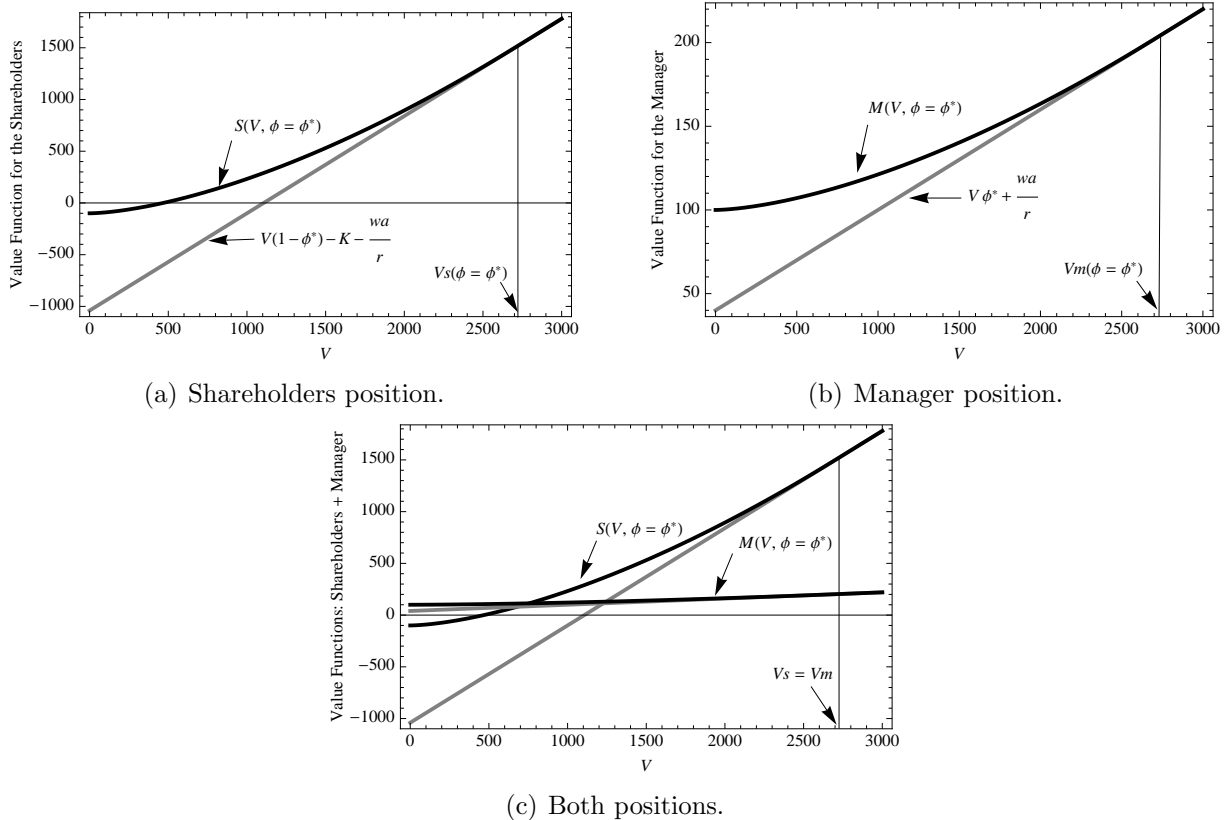 Value Function for the Shareholders
1500
1000
500
0
−500
−1000
S(V, ϕ = ϕ*)
V(1−ϕ*)−K− wa/r
Vs(ϕ = ϕ*)
0 500 1000 1500 2000 2500 3000
V
(a) Shareholders position.
Value Function for the Manager
200
150
100
50
M(V, ϕ = ϕ*)
Vϕ* + wa/r
Vm(ϕ = ϕ*)
0 500 1000 1500 2000 2500 3000
V
(b) Manager position.
Value Functions: Shareholders + Manager
1500
1000
500
0
−500
−1000
S(V, ϕ = ϕ*)
M(V, ϕ = ϕ*)
Vs = Vm
0 500 1000 1500 2000 2500 3000
V
(c) Both positions.